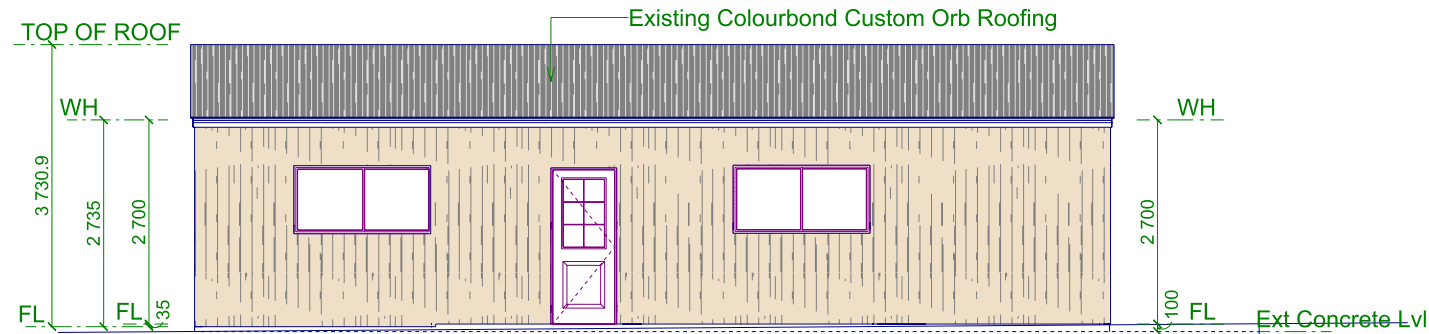 Existing Colourbond Custom Orb Roofing
TOP OF ROOF
WH
WH
3 730.9
2 735
2 700
2 700
FL
FL
35
100
FL
Ext Concrete Lvl